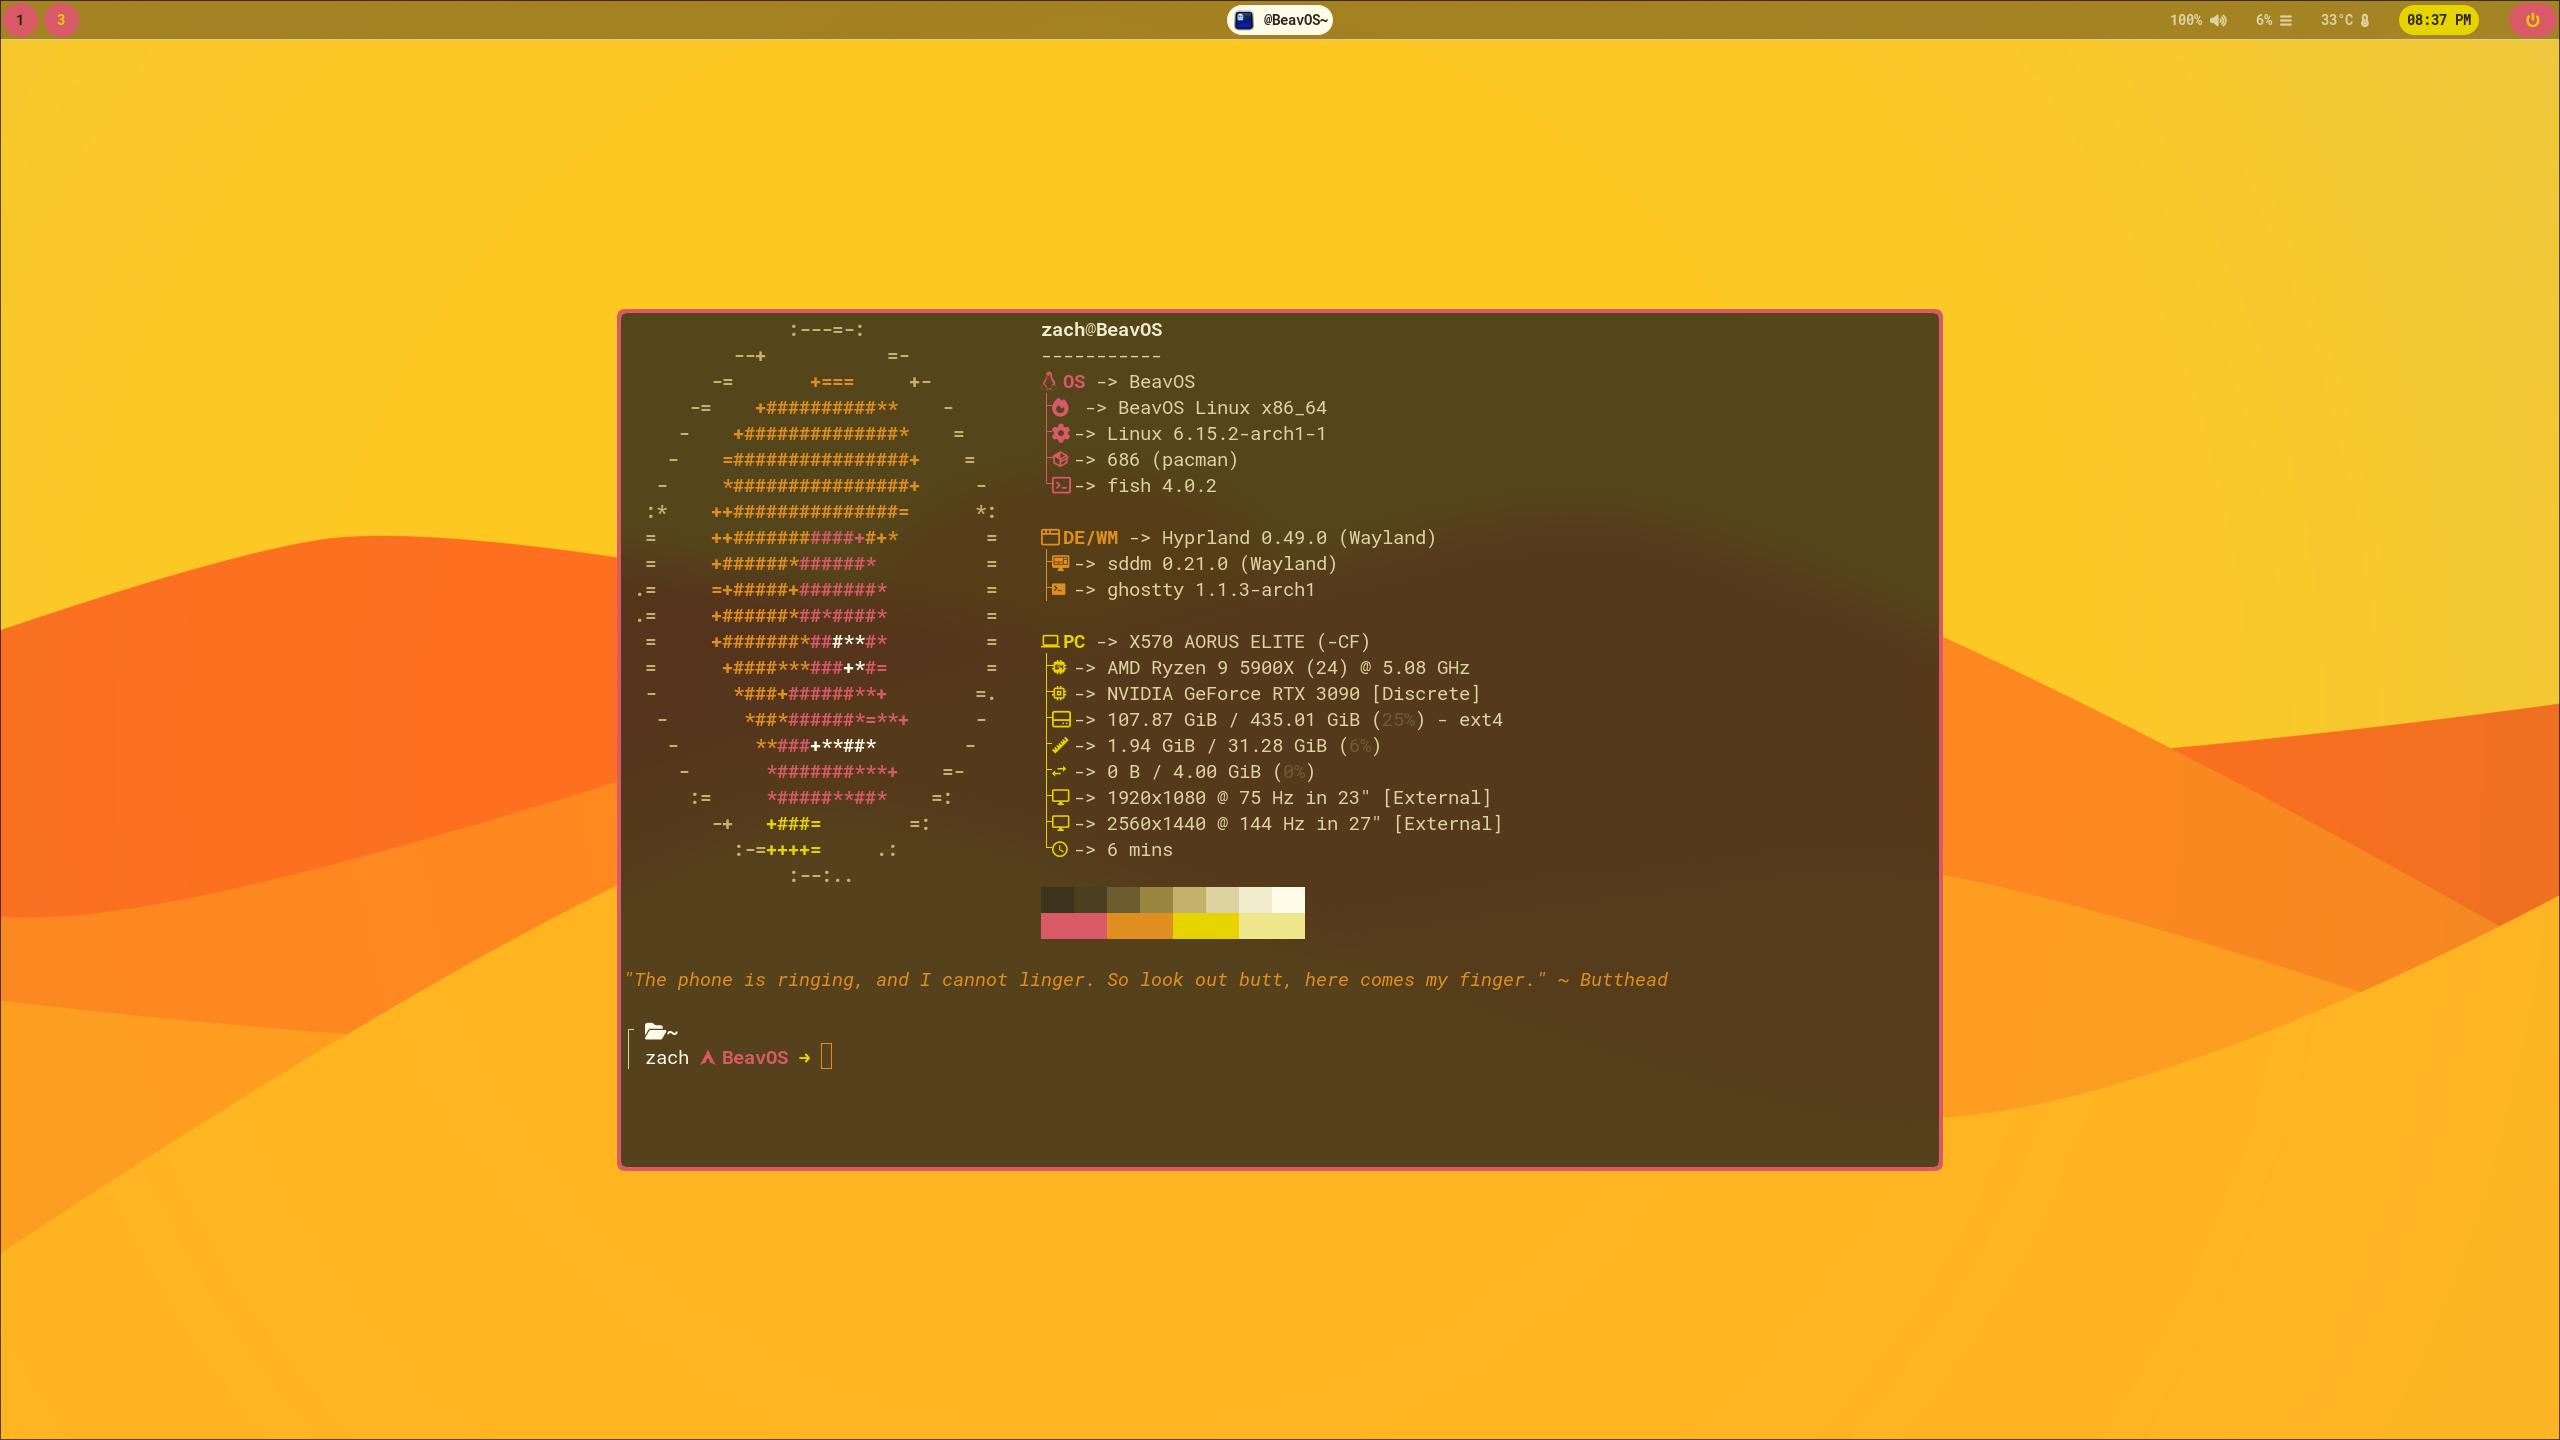 1 3 @BeavOS~ 100% 6% 33°C 08:37 PM
:---=-: zach@BeavOS
--+ =- -----------
-= +=== +- OS -> BeavOS
-= +##########** - -> BeavOS Linux x86_64
- +##############* = -> Linux 6.15.2-arch1-1
- =################+ = -> 686 (pacman)
- *################+ - -> fish 4.0.2
:* ++###############= *:
= ++###########+#+* = DE/WM -> Hyprland 0.49.0 (Wayland)
= +######*######* = -> sddm 0.21.0 (Wayland)
.= =+#####+#######* = -> ghostty 1.1.3-arch1
.= +######*##*####* =
= +#######*###**#* = PC -> X570 AORUS ELITE (-CF)
= +####***###+*#= = -> AMD Ryzen 9 5900X (24) @ 5.08 GHz
- *###+######**+ =. -> NVIDIA GeForce RTX 3090 [Discrete]
- *##*######*=**+ - -> 107.87 GiB / 435.01 GiB (25%) - ext4
- **###+**##* - -> 1.94 GiB / 31.28 GiB (6%)
- *#######***+ =- -> 0 B / 4.00 GiB (0%)
:= *#####**##* =: -> 1920x1080 @ 75 Hz in 23" [External]
-+ +###= =: -> 2560x1440 @ 144 Hz in 27" [External]
:-=++++= .: -> 6 mins
:--:..
"The phone is ringing, and I cannot linger. So look out butt, here comes my finger." ~ Butthead
~
zach BeavOS ➜